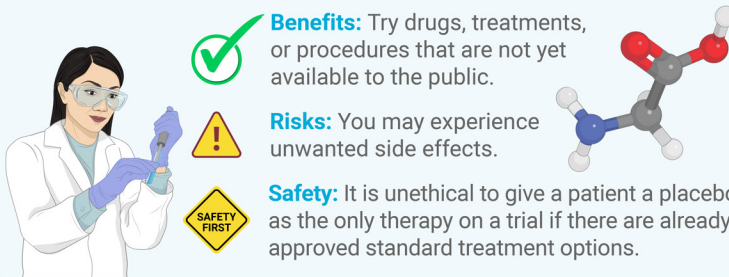 Benefits: Try drugs, treatments,
or procedures that are not yet
available to the public.
Risks: You may experience
unwanted side effects.
SAFETY
FIRST
Safety: It is unethical to give a patient a placebo
as the only therapy on a trial if there are already
approved standard treatment options.